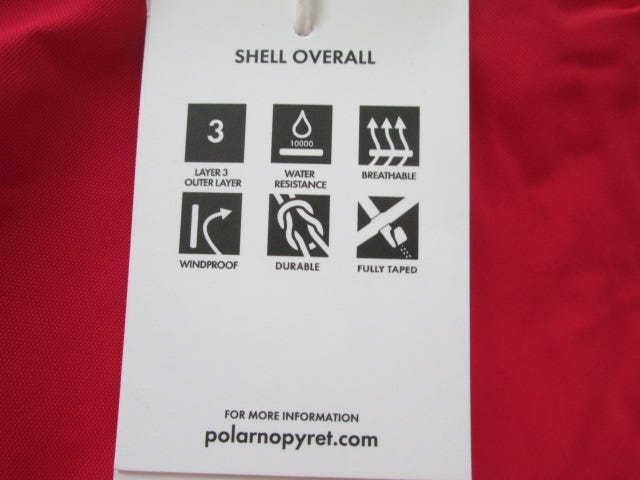 SHELL OVERALL
3
10000
LAYER 3
OUTER LAYER
WATER
RESISTANCE
BREATHABLE
WINDPROOF
DURABLE
FULLY TAPED
FOR MORE INFORMATION
polarnopyret.com